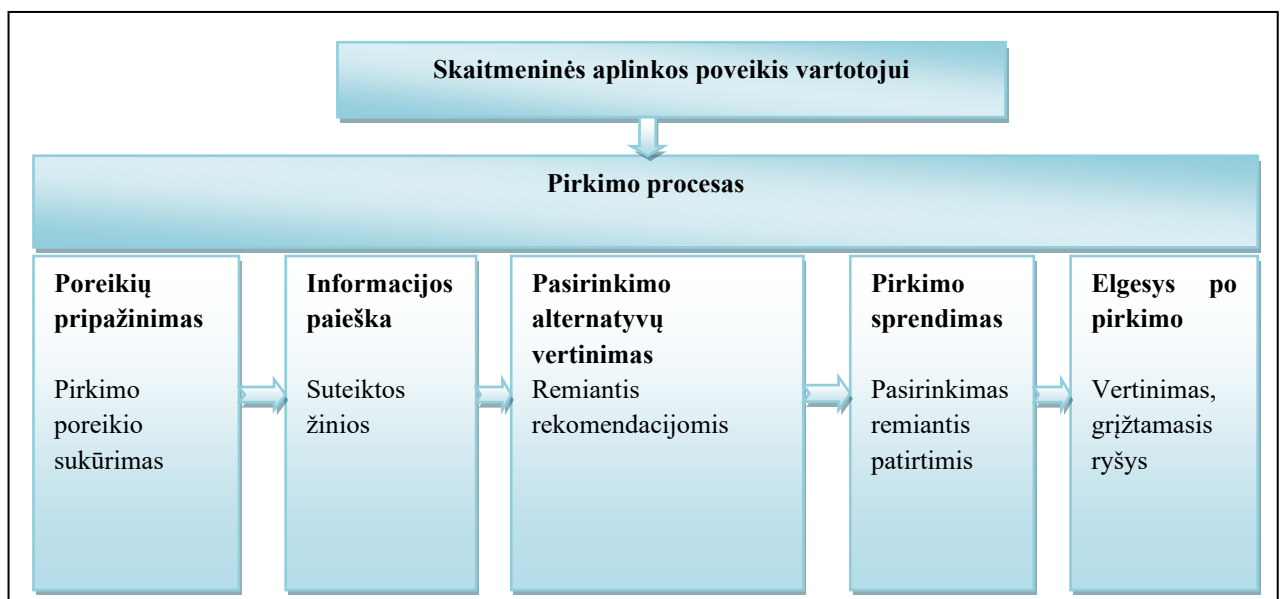 Skaitmeninės aplinkos poveikis vartotojui
Pirkimo procesas
Poreikių
pripažinimas
Pirkimo
poreikio
sukūrimas
Informacijos
paieška
Suteiktos
žinios
Pasirinkimo
alternatyvų
vertinimas
Remiantis
rekomendacijomis
Pirkimo
sprendimas
Pasirinkimas
remiantis
patirtimis
Elgesys po
pirkimo
Vertinimas,
grįžtamasis
ryšys